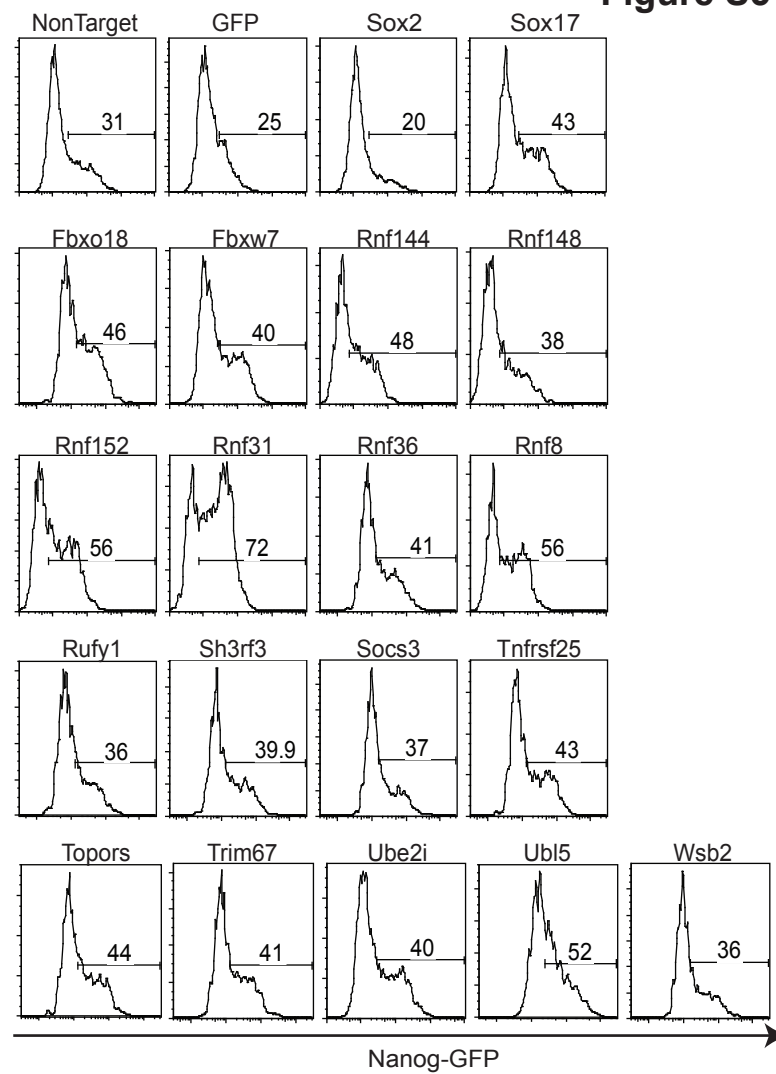 NonTarget GFP Sox2 Sox17
31 25 20 43
Fbxo18 Fbxw7 Rnf144 Rnf148
46 40 48 38
Rnf152 Rnf31 Rnf36 Rnf8
56 72 41 56
Rufy1 Sh3rf3 Socs3 Tnfrsf25
36 39.9 37 43
Topors Trim67 Ube2i Ubl5 Wsb2
44 41 40 52 36
Nanog-GFP